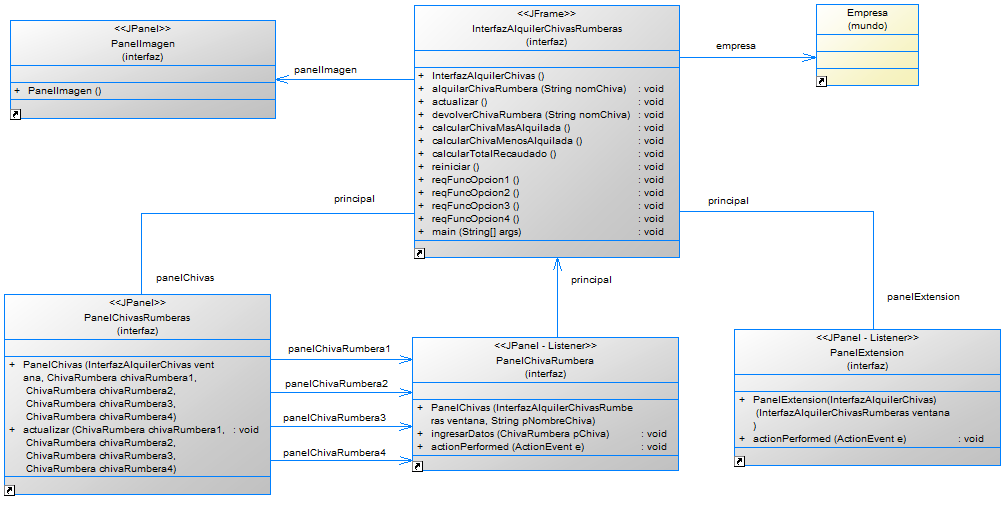 <<JPanel>>
PanelImagen
(interfaz)
+ PanelImagen ()
panelImagen
<<JFrame>>
InterfazAlquilerChivasRumberas
(interfaz)
+ InterfazAlquilerChivas ()
+ alquilarChivaRumbera (String nomChiva) : void
+ actualizar () : void
+ devolverChivaRumbera (String nomChiva) : void
+ calcularChivaMasAlquilada () : void
+ calcularChivaMenosAlquilada () : void
+ calcularTotalRecaudado () : void
+ reiniciar () : void
+ reqFuncOpcion1 () : void
+ reqFuncOpcion2 () : void
+ reqFuncOpcion3 () : void
+ reqFuncOpcion4 () : void
+ main (String[] args) : void
empresa
Empresa
(mundo)
principal
panelChivas
principal
principal
panelExtension
<<JPanel>>
PanelChivasRumberas
(interfaz)
+ PanelChivas (InterfazAlquilerChivas vent
ana, ChivaRumbera chivaRumbera1,
ChivaRumbera chivaRumbera2,
ChivaRumbera chivaRumbera3,
ChivaRumbera chivaRumbera4)
+ actualizar (ChivaRumbera chivaRumbera1, : void
ChivaRumbera chivaRumbera2,
ChivaRumbera chivaRumbera3,
ChivaRumbera chivaRumbera4)
panelChivaRumbera1
panelChivaRumbera2
panelChivaRumbera3
panelChivaRumbera4
<<JPanel - Listener>>
PanelChivaRumbera
(interfaz)
+ PanelChivas (InterfazAlquilerChivasRumbe
ras ventana, String pNombreChiva)
+ ingresarDatos (ChivaRumbera pChiva) : void
+ actionPerformed (ActionEvent e) : void
<<JPanel - Listener>>
PanelExtension
(interfaz)
+ PanelExtension(InterfazAlquilerChivas)
(InterfazAlquilerChivasRumberas ventana
)
+ actionPerformed (ActionEvent e) : void